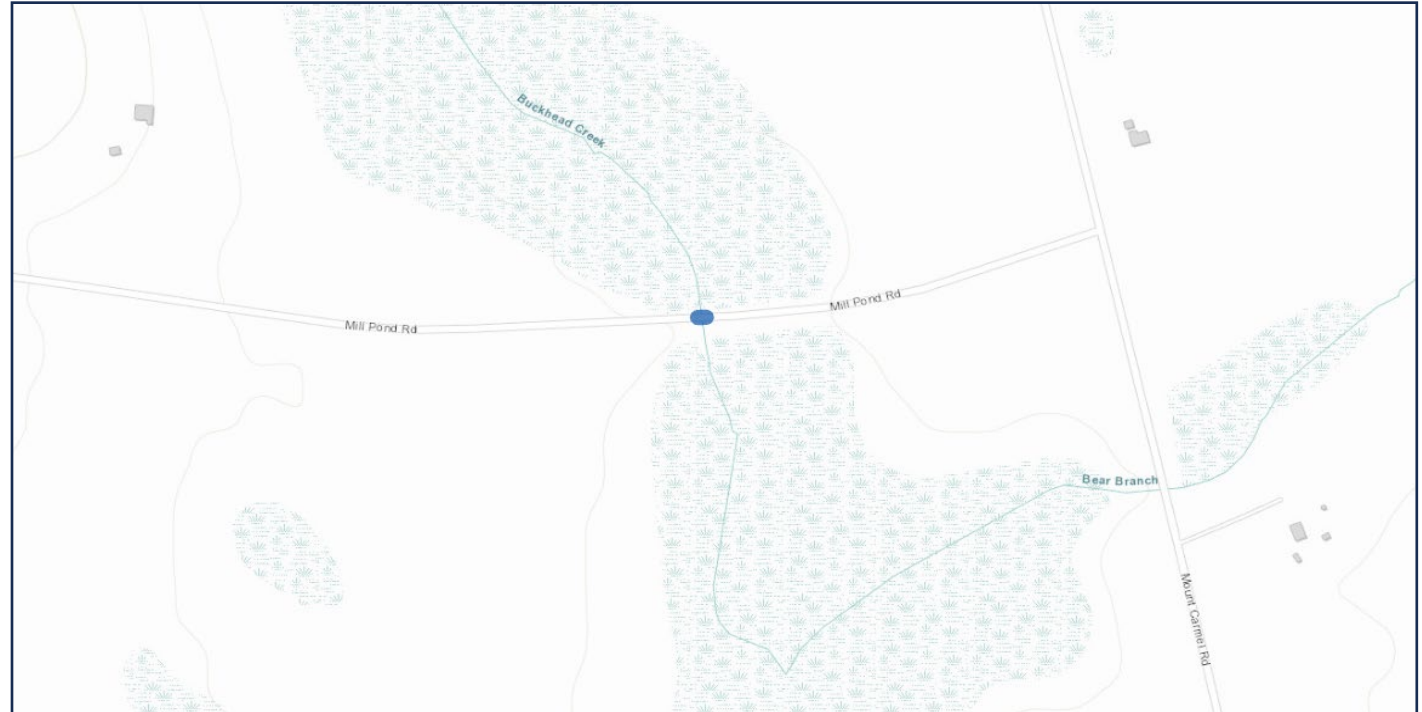 Buckhead Creek
Mill Pond Rd
Mill Pond Rd
Bear Branch
Mount Carmel Rd